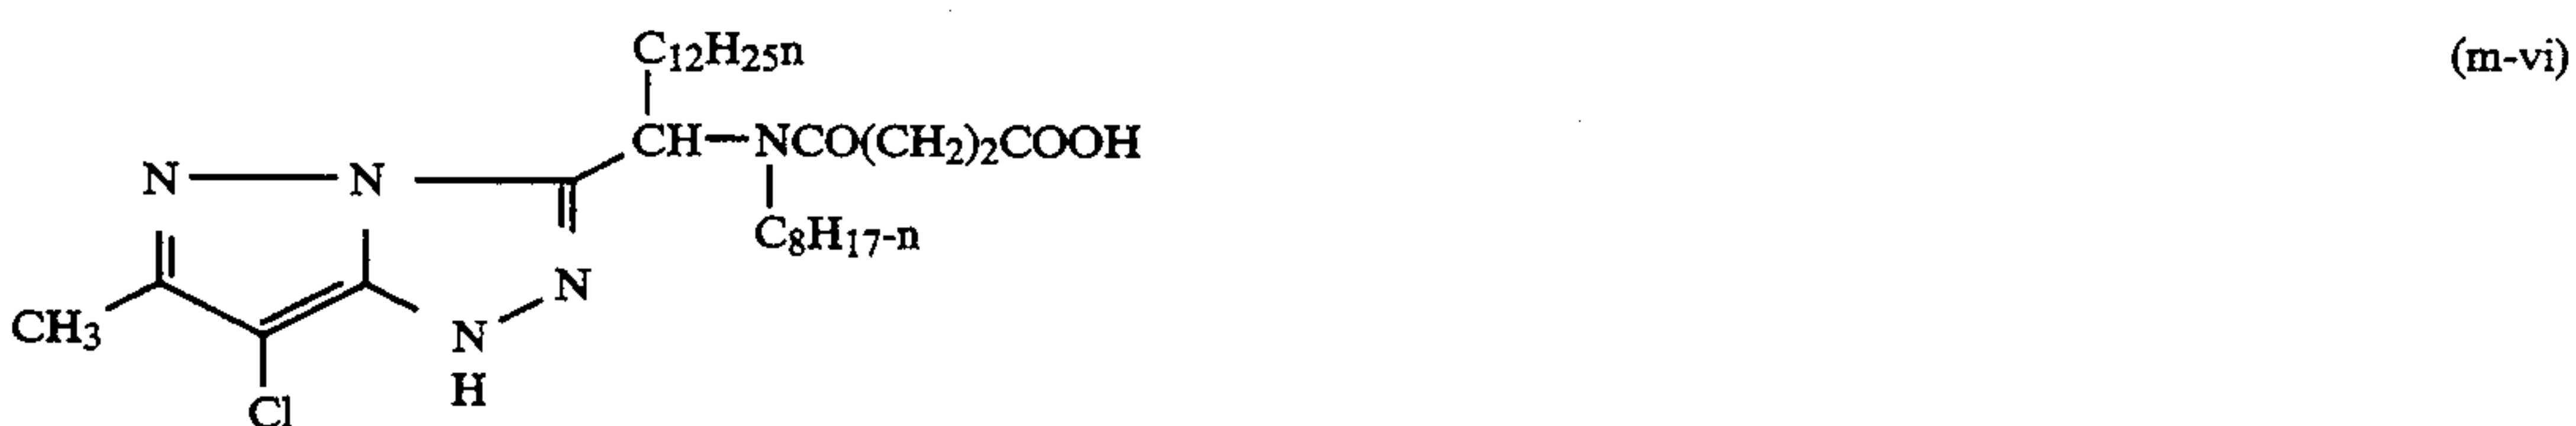 C₁₂H₂₅n
(m-vi)
CH—NCO(CH₂)₂COOH
N N
C₈H₁₇-n
N
CH₃ N
H
Cl